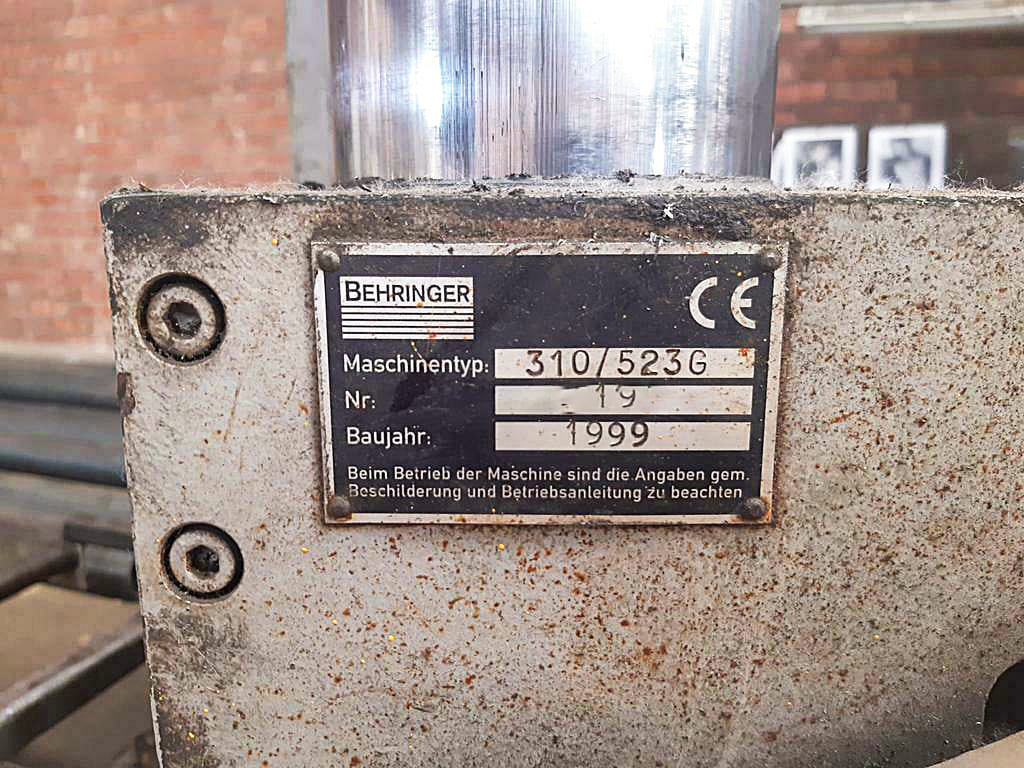 BEHRINGER
CE
Maschinentyp: 310/523G
Nr: 19
Baujahr: 1999
Beim Betrieb der Maschine sind die Angaben gem.
Beschilderung und Betriebsanleitung zu beachten